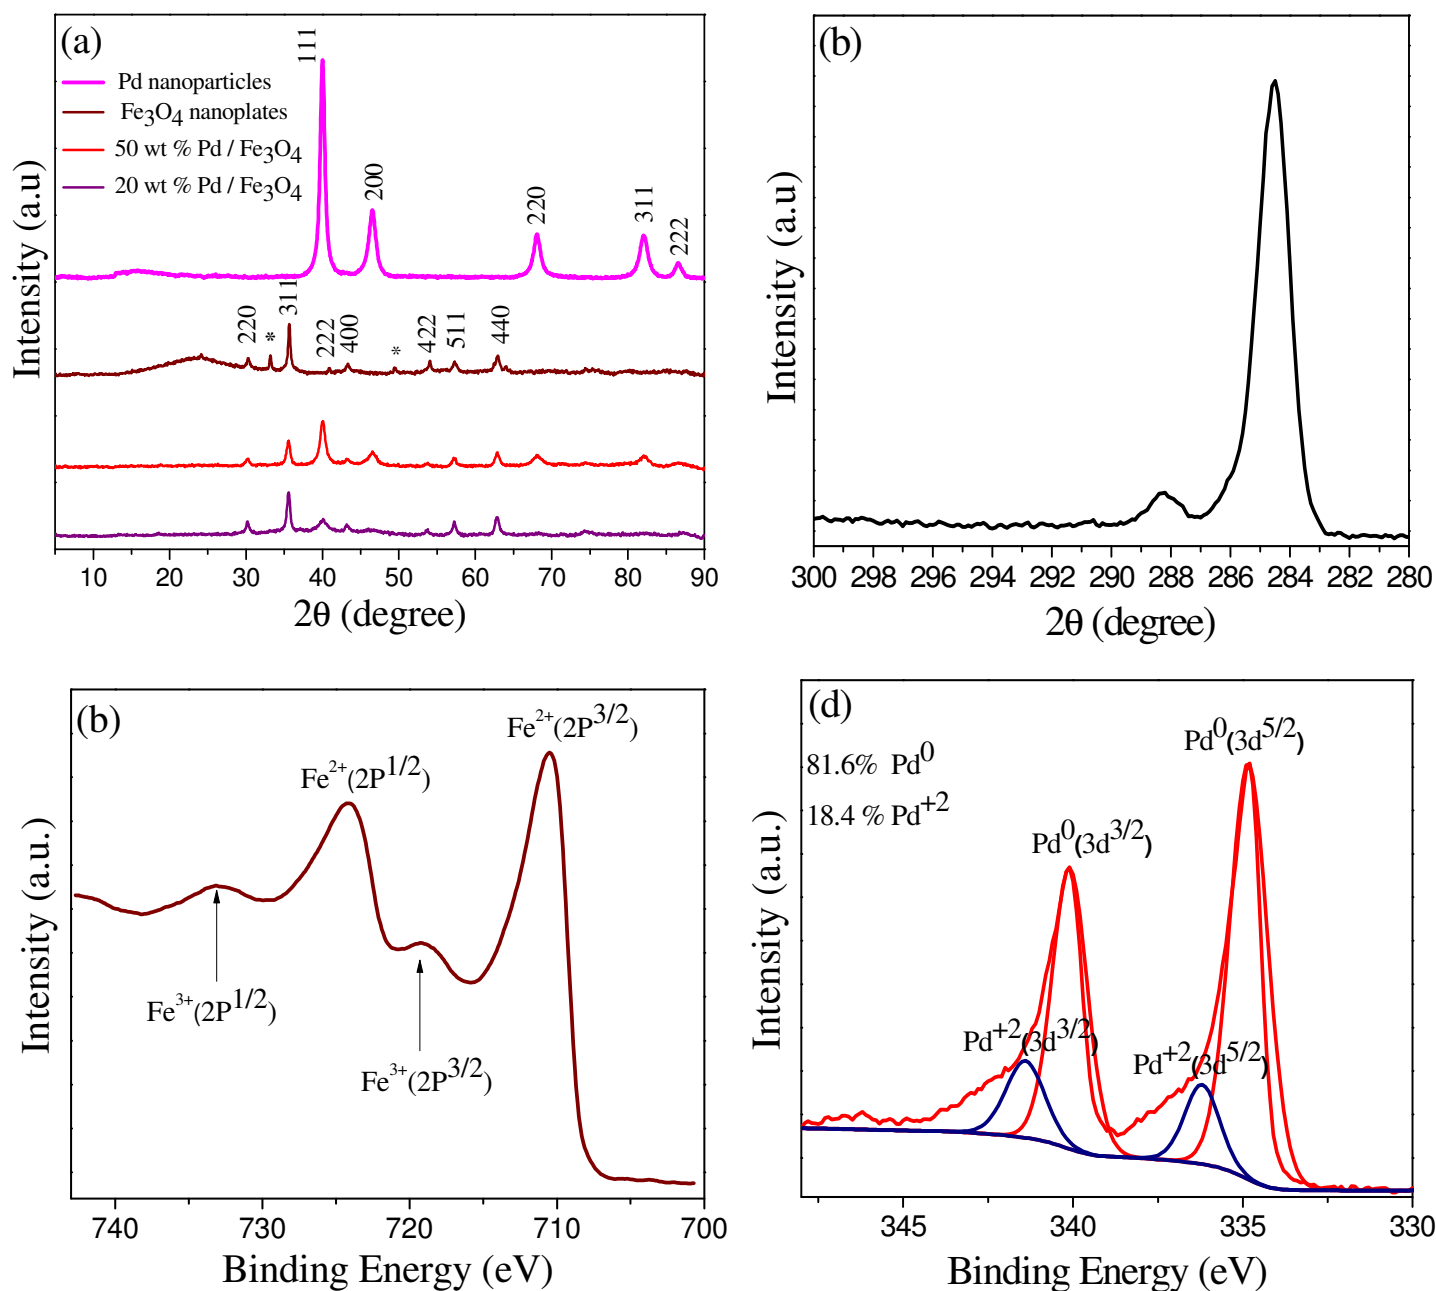 (a)
Pd nanoparticles
Fe3O4 nanoplates
50 wt % Pd / Fe3O4
20 wt % Pd / Fe3O4
111
200
220
311
222
220
*
311
222
400
*
422
511
440
Intensity (a.u)
10 20 30 40 50 60 70 80 90
2θ (degree)
(b)
Intensity (a.u)
300 298 296 294 292 290 288 286 284 282 280
2θ (degree)
(b)
Fe2+(2P3/2)
Fe2+(2P1/2)
Fe3+(2P1/2)
Fe3+(2P3/2)
Intensity (a.u.)
740 730 720 710 700
Binding Energy (eV)
(d)
81.6% Pd0
18.4 % Pd+2
Pd0(3d5/2)
Pd0(3d3/2)
Pd+2(3d3/2)
Pd+2(3d5/2)
Intensity (a.u.)
345 340 335 330
Binding Energy (eV)